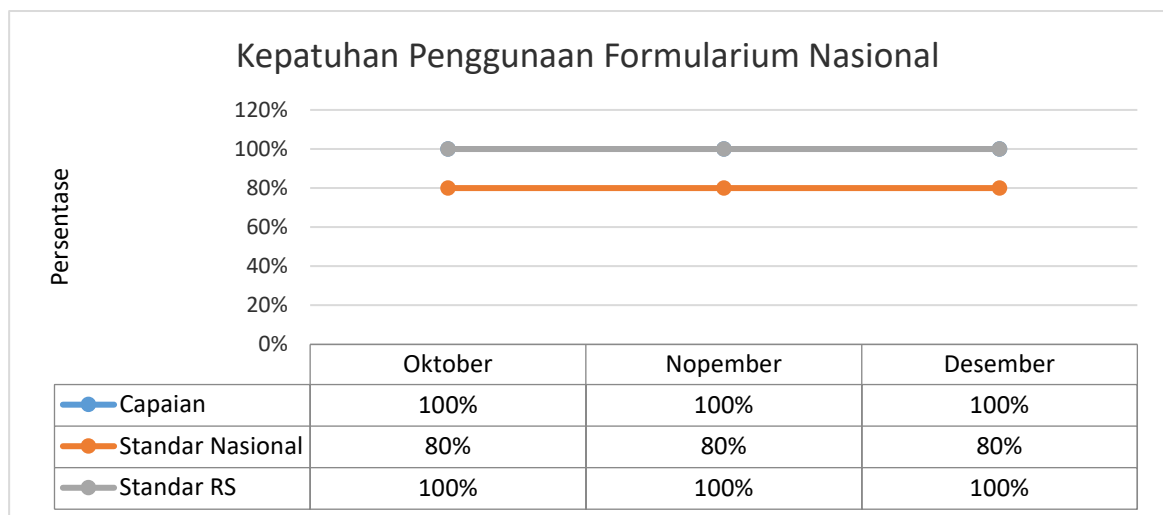 Kepatuhan Penggunaan Formularium Nasional
Persentase
120%
100%
80%
60%
40%
20%
0%
Oktober Nopember Desember
Capaian 100% 100% 100%
Standar Nasional 80% 80% 80%
Standar RS 100% 100% 100%